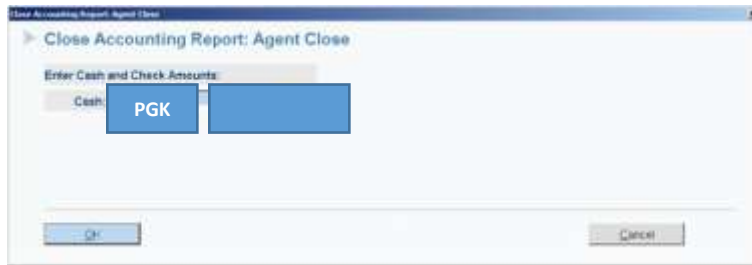 Close Accounting Report: Agent Close
Close Accounting Report: Agent Close
Enter Cash and Check Amounts:
Cash: PGK
OK Cancel